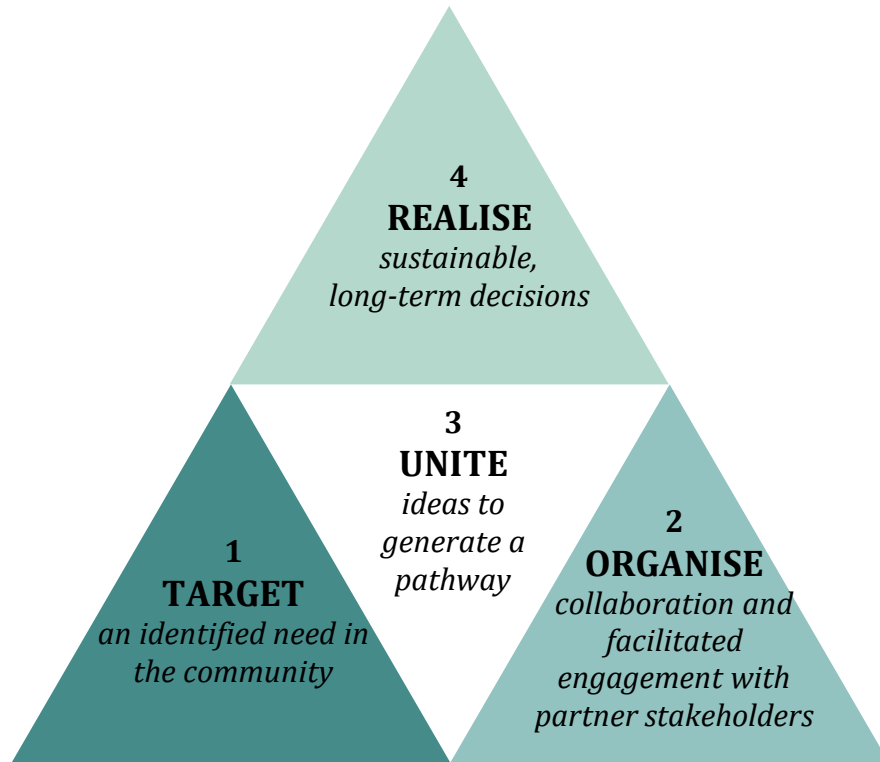 4
REALISE
sustainable,
long-term decisions
3
UNITE
ideas to
generate a
pathway
1
TARGET
an identified need in
the community
2
ORGANISE
collaboration and
facilitated
engagement with
partner stakeholders